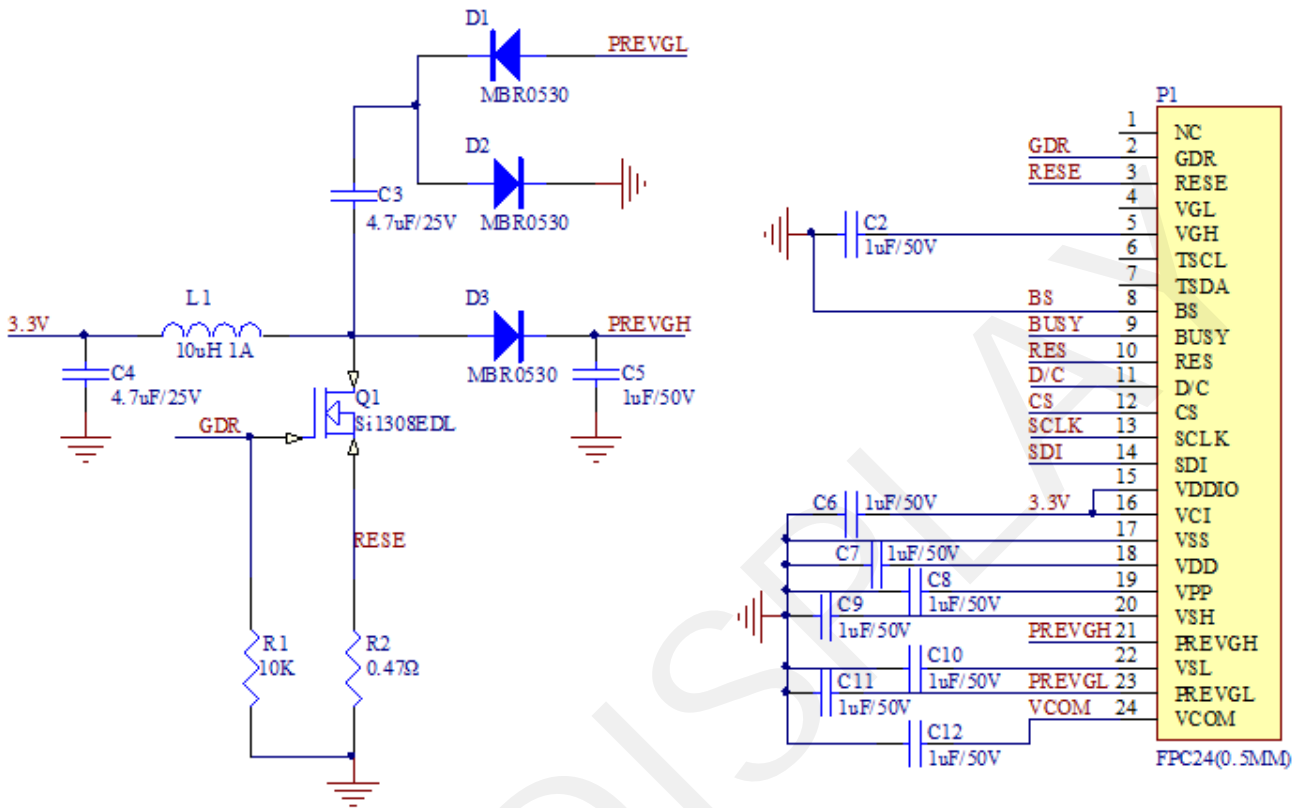 D1
PREVGL
MBR0530
D2
C3
4.7uF/25V
MBR0530
L1
3.3V
10uH 1A
D3
PREVGH
MBR0530
C4
4.7uF/25V
C5
1uF/50V
Q1
Si1308EDL
GDR
RESE
R1
10K
R2
0.47Ω
P1
1 NC
GDR 2 GDR
RESE 3 RESE
4 VGL
C2
1uF/50V
5 VGH
6 TSCL
7 TSDA
BS 8 BS
BUSY 9 BUSY
RES 10 RES
D/C 11 D/C
CS 12 CS
SCLK 13 SCLK
SDI 14 SDI
15 VDDIO
C6 1uF/50V 3.3V 16 VCI
17 VSS
C7 1uF/50V 18 VDD
C8
1uF/50V
19 VPP
C9
1uF/50V
20 VSH
PREVGH 21 PREVGH
C10
1uF/50V
22 VSL
C11
1uF/50V
PREVGL 23 PREVGL
VCOM 24 VCOM
C12
1uF/50V
FPC24(0.5MM)
DISPLAY